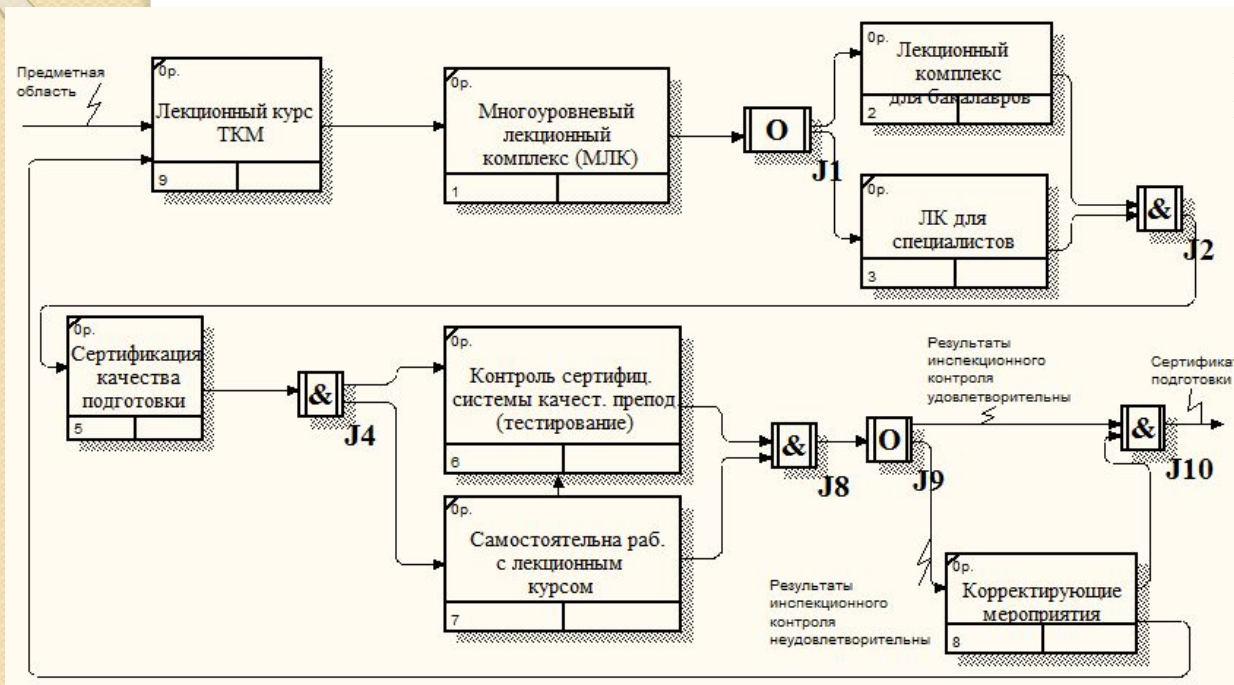 Предметная
область
0р.
Лекционный курс
ТКМ
9
0р.
Многоуровневый
лекционный
комплекс (МЛК)
1
O
J1
0р.
Лекционный
комплекс
для бакалавров
2
0р.
ЛК для
специалистов
3
&
J2
0р.
Сертификация
качества
подготовки
5
&
J4
0р.
Контроль сертифиц.
системы качест. препод
(тестирование)
6
0р.
Самостоятельна раб.
с лекционным
курсом
7
&
J8
O
J9
Результаты
инспекционного
контроля
удовлетворительны
Сертификат
подготовки
&
J10
Результаты
инспекционного
контроля
неудовлетворительны
0р.
Корректирующие
мероприятия
8